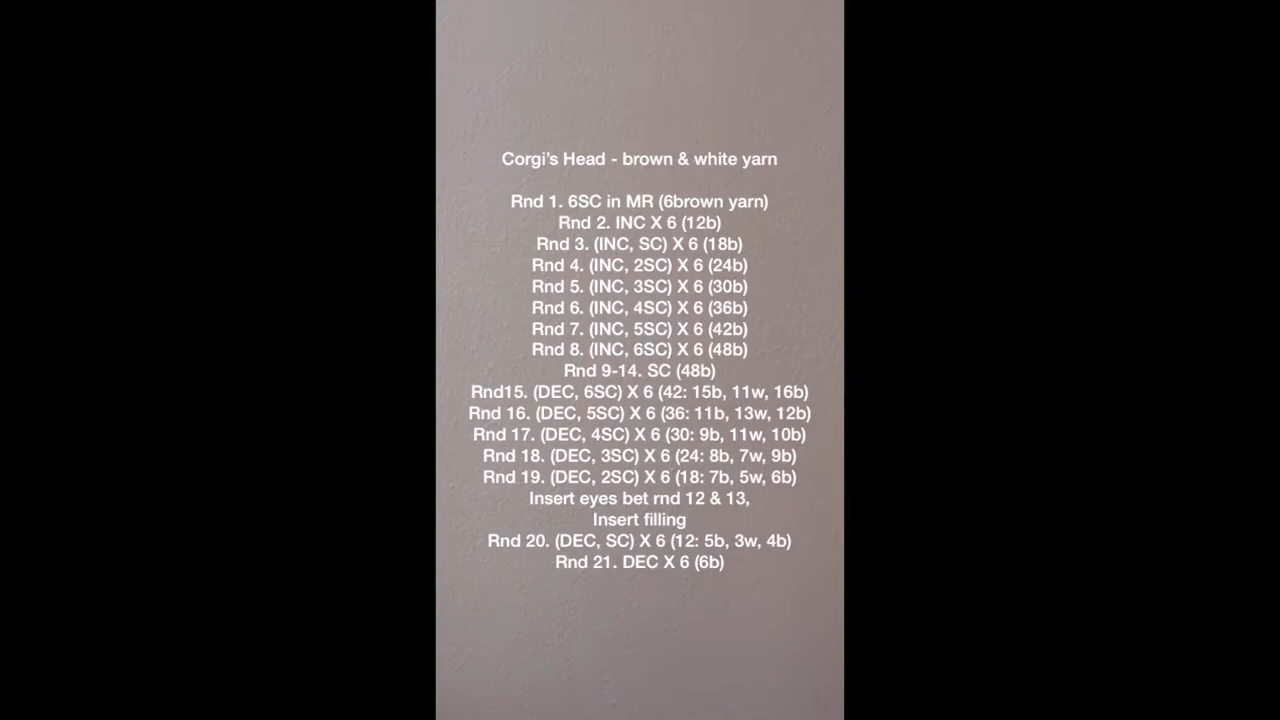 Corgi's Head - brown & white yarn
Rnd 1. 6SC in MR (6brown yarn)
Rnd 2. INC X 6 (12b)
Rnd 3. (INC, SC) X 6 (18b)
Rnd 4. (INC, 2SC) X 6 (24b)
Rnd 5. (INC, 3SC) X 6 (30b)
Rnd 6. (INC, 4SC) X 6 (36b)
Rnd 7. (INC, 5SC) X 6 (42b)
Rnd 8. (INC, 6SC) X 6 (48b)
Rnd 9-14. SC (48b)
Rnd15. (DEC, 6SC) X 6 (42: 15b, 11w, 16b)
Rnd 16. (DEC, 5SC) X 6 (36: 11b, 13w, 12b)
Rnd 17. (DEC, 4SC) X 6 (30: 9b, 11w, 10b)
Rnd 18. (DEC, 3SC) X 6 (24: 8b, 7w, 9b)
Rnd 19. (DEC, 2SC) X 6 (18: 7b, 5w, 6b)
Insert eyes bet rnd 12 & 13,
Insert filling
Rnd 20. (DEC, SC) X 6 (12: 5b, 3w, 4b)
Rnd 21. DEC X 6 (6b)